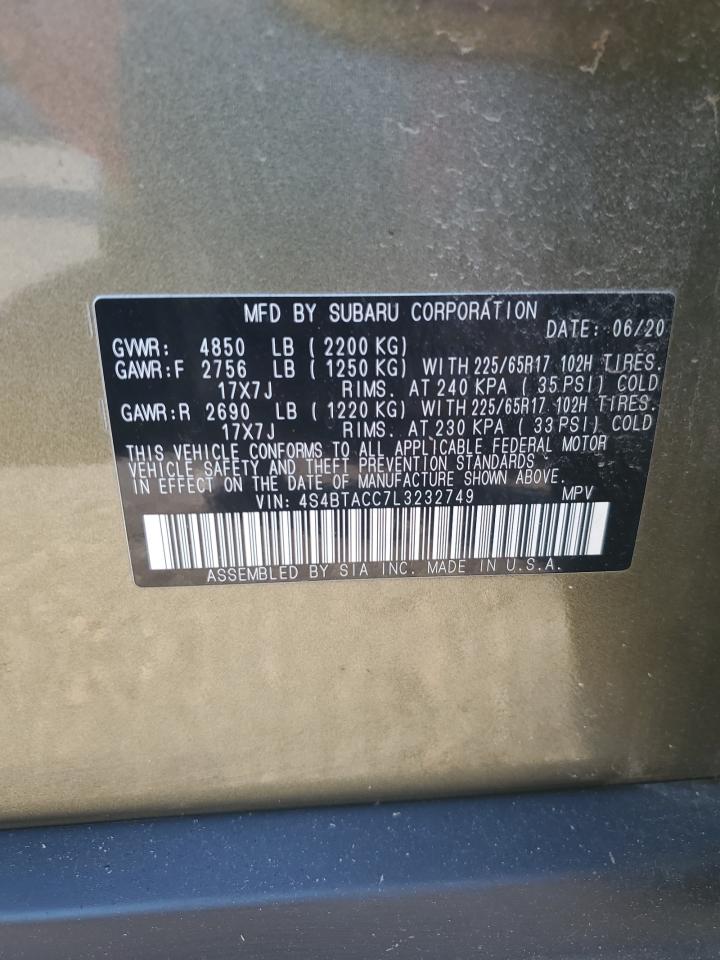 MFD BY SUBARU CORPORATION
DATE: 06/20
GVWR: 4850 LB ( 2200 KG)
GAWR:F 2756 LB ( 1250 KG) WITH 225/65R17 102H TIRES.
17X7J RIMS. AT 240 KPA ( 35 PSI) COLD
GAWR:R 2690 LB ( 1220 KG) WITH 225/65R17 102H TIRES.
17X7J RIMS. AT 230 KPA ( 33 PSI) COLD
THIS VEHICLE CONFORMS TO ALL APPLICABLE FEDERAL MOTOR
VEHICLE SAFETY AND THEFT PREVENTION STANDARDS
IN EFFECT ON THE DATE OF MANUFACTURE SHOWN ABOVE.
VIN: 4S4BTACC7L3232749 MPV
ASSEMBLED BY SIA INC. MADE IN U.S.A.